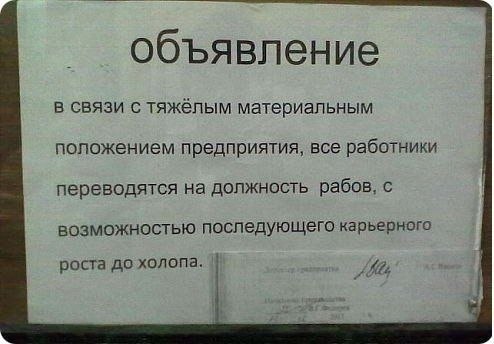 объявление
в связи с тяжёлым материальным
положением предприятия, все работники
переводятся на должность рабов, с
возможностью последующего карьерного
роста до холопа.